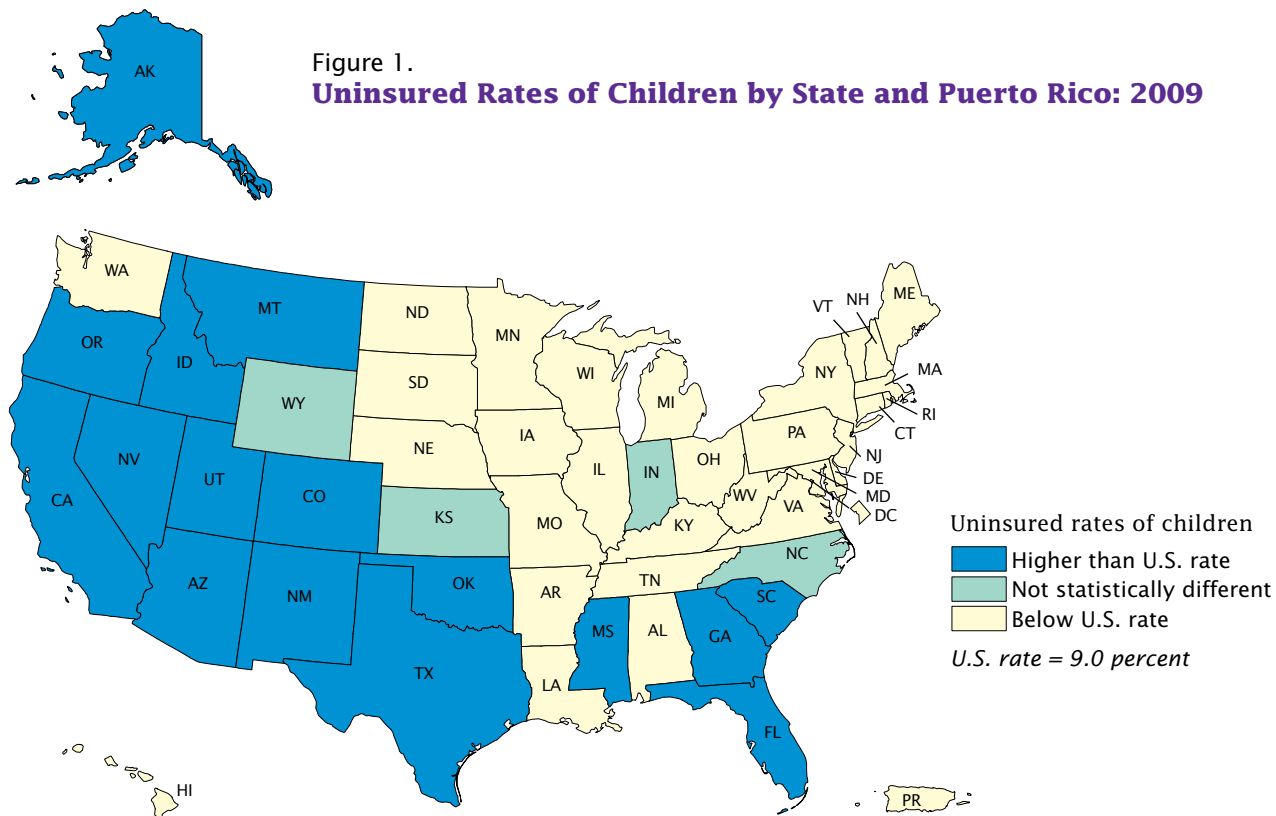 Figure 1.
Uninsured Rates of Children by State and Puerto Rico: 2009
AK
WA
MT
ND
MN
VT
NH
ME
OR
ID
SD
WI
NY
MA
WY
MI
RI
CT
NE
IA
PA
NJ
NV
UT
CO
IL
IN
OH
DE
MD
DC
CA
KS
MO
WV
VA
KY
NC
AZ
NM
OK
AR
TN
SC
MS
AL
GA
TX
LA
FL
HI
PR
Uninsured rates of children
Higher than U.S. rate
Not statistically different
Below U.S. rate
U.S. rate = 9.0 percent